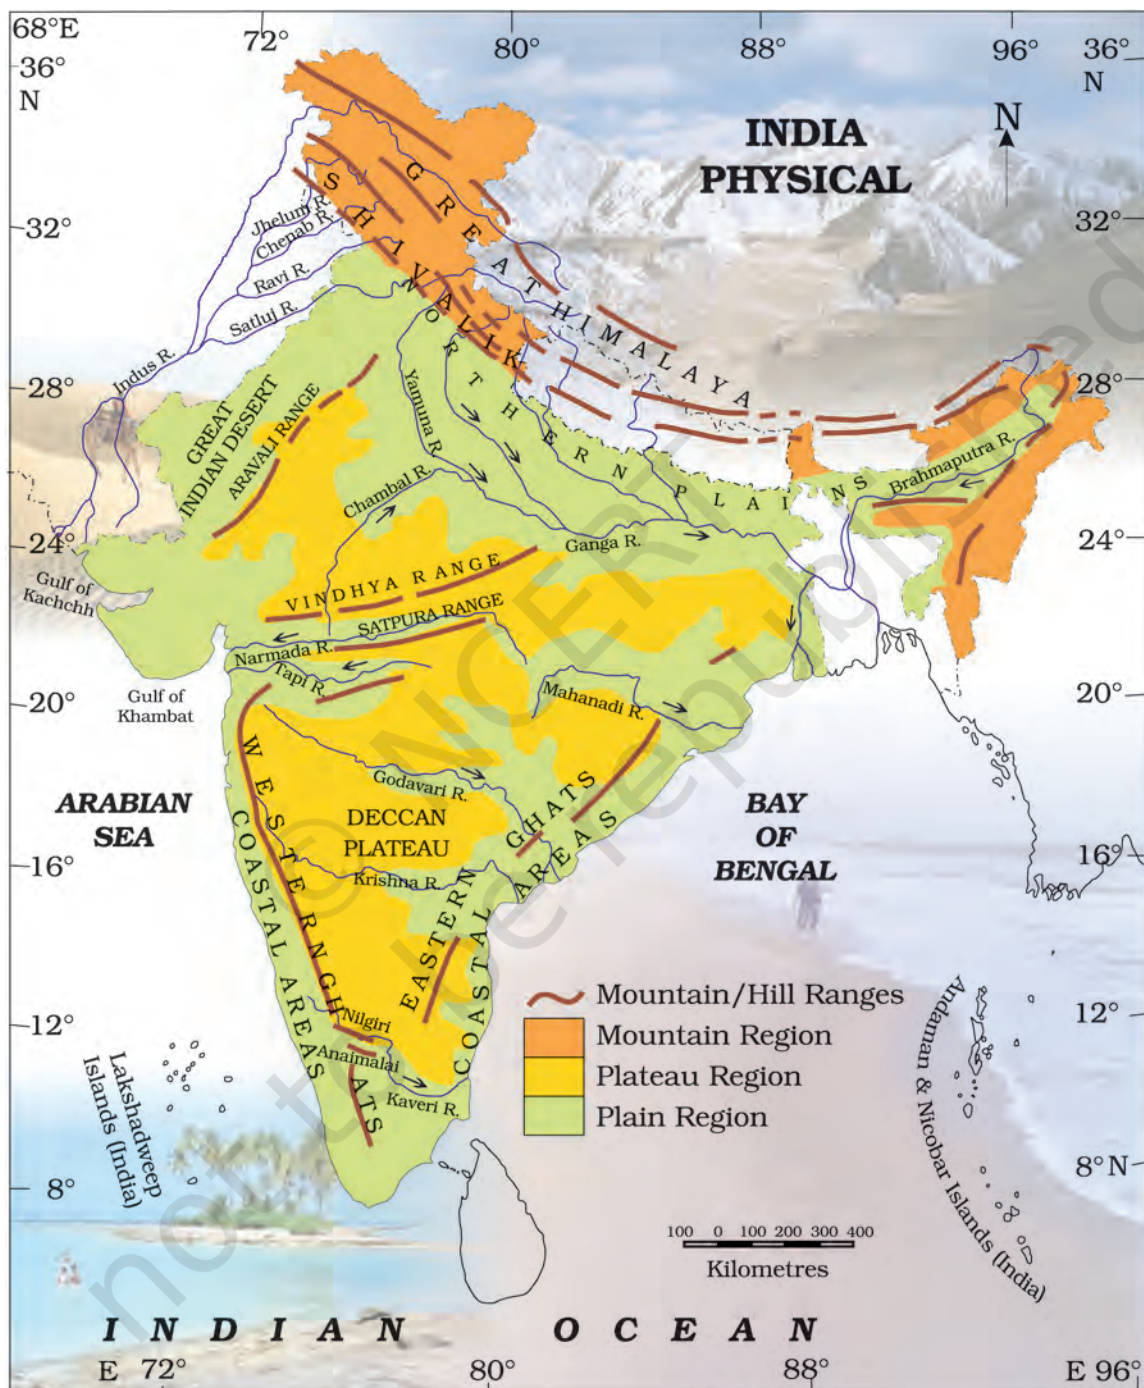 68°E
72°
80°
88°
96°
36°
36°
N
N
INDIA
PHYSICAL
GREAT HIMALAYA
SHIVALIK
Jhelum R.
Chenab R.
32°
32°
Ravi R.
Satluj R.
Indus R.
28°
28°
NORTHERN PLAINS
GREAT
INDIAN DESERT
ARAVALI RANGE
Yamuna R.
Chambal R.
Brahmaputra R.
24°
24°
Ganga R.
Gulf of
Kachchh
VINDHYA RANGE
SATPURA RANGE
Narmada R.
Tapi R.
Gulf of
Khambat
Mahanadi R.
20°
20°
WESTERN GHATS
COASTAL AREAS
Godavari R.
DECCAN
PLATEAU
ARABIAN
SEA
BAY
OF
BENGAL
EASTERN GHATS
COASTAL AREAS
16°
16°
Krishna R.
Nilgiri
Anaimalai
Kaveri R.
12°
12°
Mountain/Hill Ranges
Mountain Region
Plateau Region
Plain Region
Lakshadweep
Islands (India)
Andaman & Nicobar Islands (India)
8°
8° N
100 0 100 200 300 400
Kilometres
INDIAN OCEAN
E 72°
80°
88°
E 96°
© NCERT
not to be republished